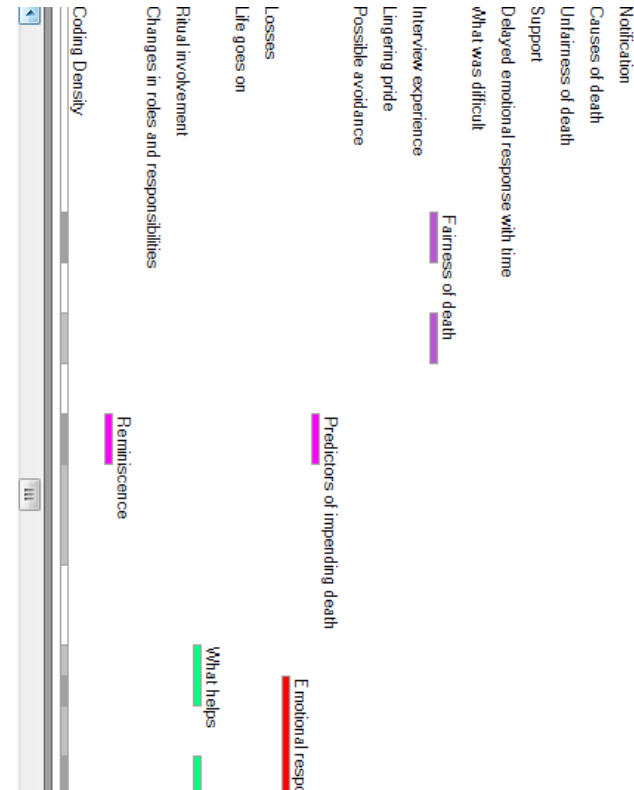 Notification
Causes of death
Unfairness of death
Support
Delayed emotional response with time
What was difficult
Fairness of death
Interview experience
Lingering pride
Possible avoidance
Predictors of impending death
Emotional respo
Losses
Life goes on
What helps
Ritual involvement
Changes in roles and responsibilities
Reminiscence
Coding Density